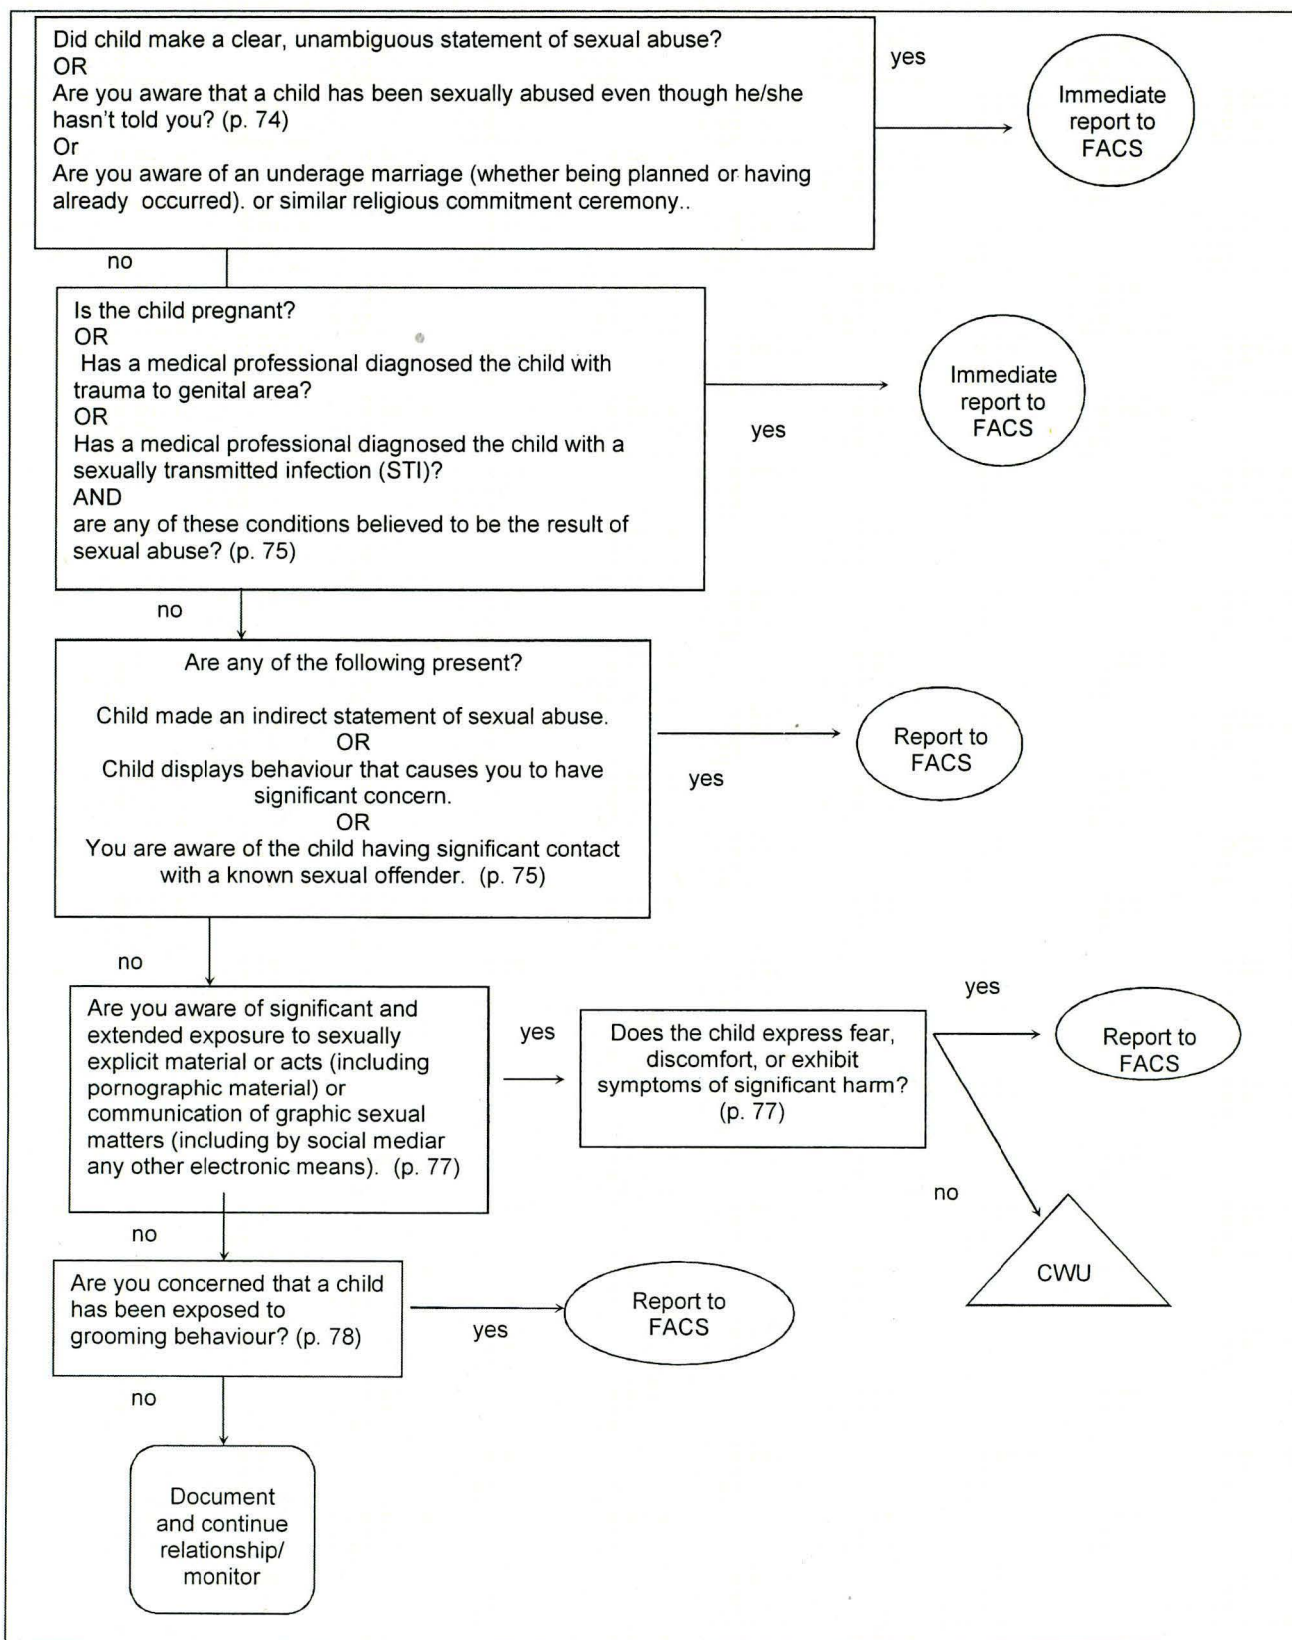 Did child make a clear, unambiguous statement of sexual abuse?
OR
Are you aware that a child has been sexually abused even though he/she
hasn't told you? (p. 74)
Or
Are you aware of an underage marriage (whether being planned or having
already occurred). or similar religious commitment ceremony..
yes
Immediate
report to
FACS
no
Is the child pregnant?
OR
Has a medical professional diagnosed the child with
trauma to genital area?
OR
Has a medical professional diagnosed the child with a
sexually transmitted infection (STI)?
AND
are any of these conditions believed to be the result of
sexual abuse? (p. 75)
yes
Immediate
report to
FACS
no
Are any of the following present?
Child made an indirect statement of sexual abuse.
OR
Child displays behaviour that causes you to have
significant concern.
OR
You are aware of the child having significant contact
with a known sexual offender. (p. 75)
yes
Report to
FACS
no
Are you aware of significant and
extended exposure to sexually
explicit material or acts (including
pornographic material) or
communication of graphic sexual
matters (including by social mediar
any other electronic means). (p. 77)
yes
Does the child express fear,
discomfort, or exhibit
symptoms of significant harm?
(p. 77)
yes
Report to
FACS
no
CWU
no
Are you concerned that a child
has been exposed to
grooming behaviour? (p. 78)
yes
Report to
FACS
no
Document
and continue
relationship/
monitor